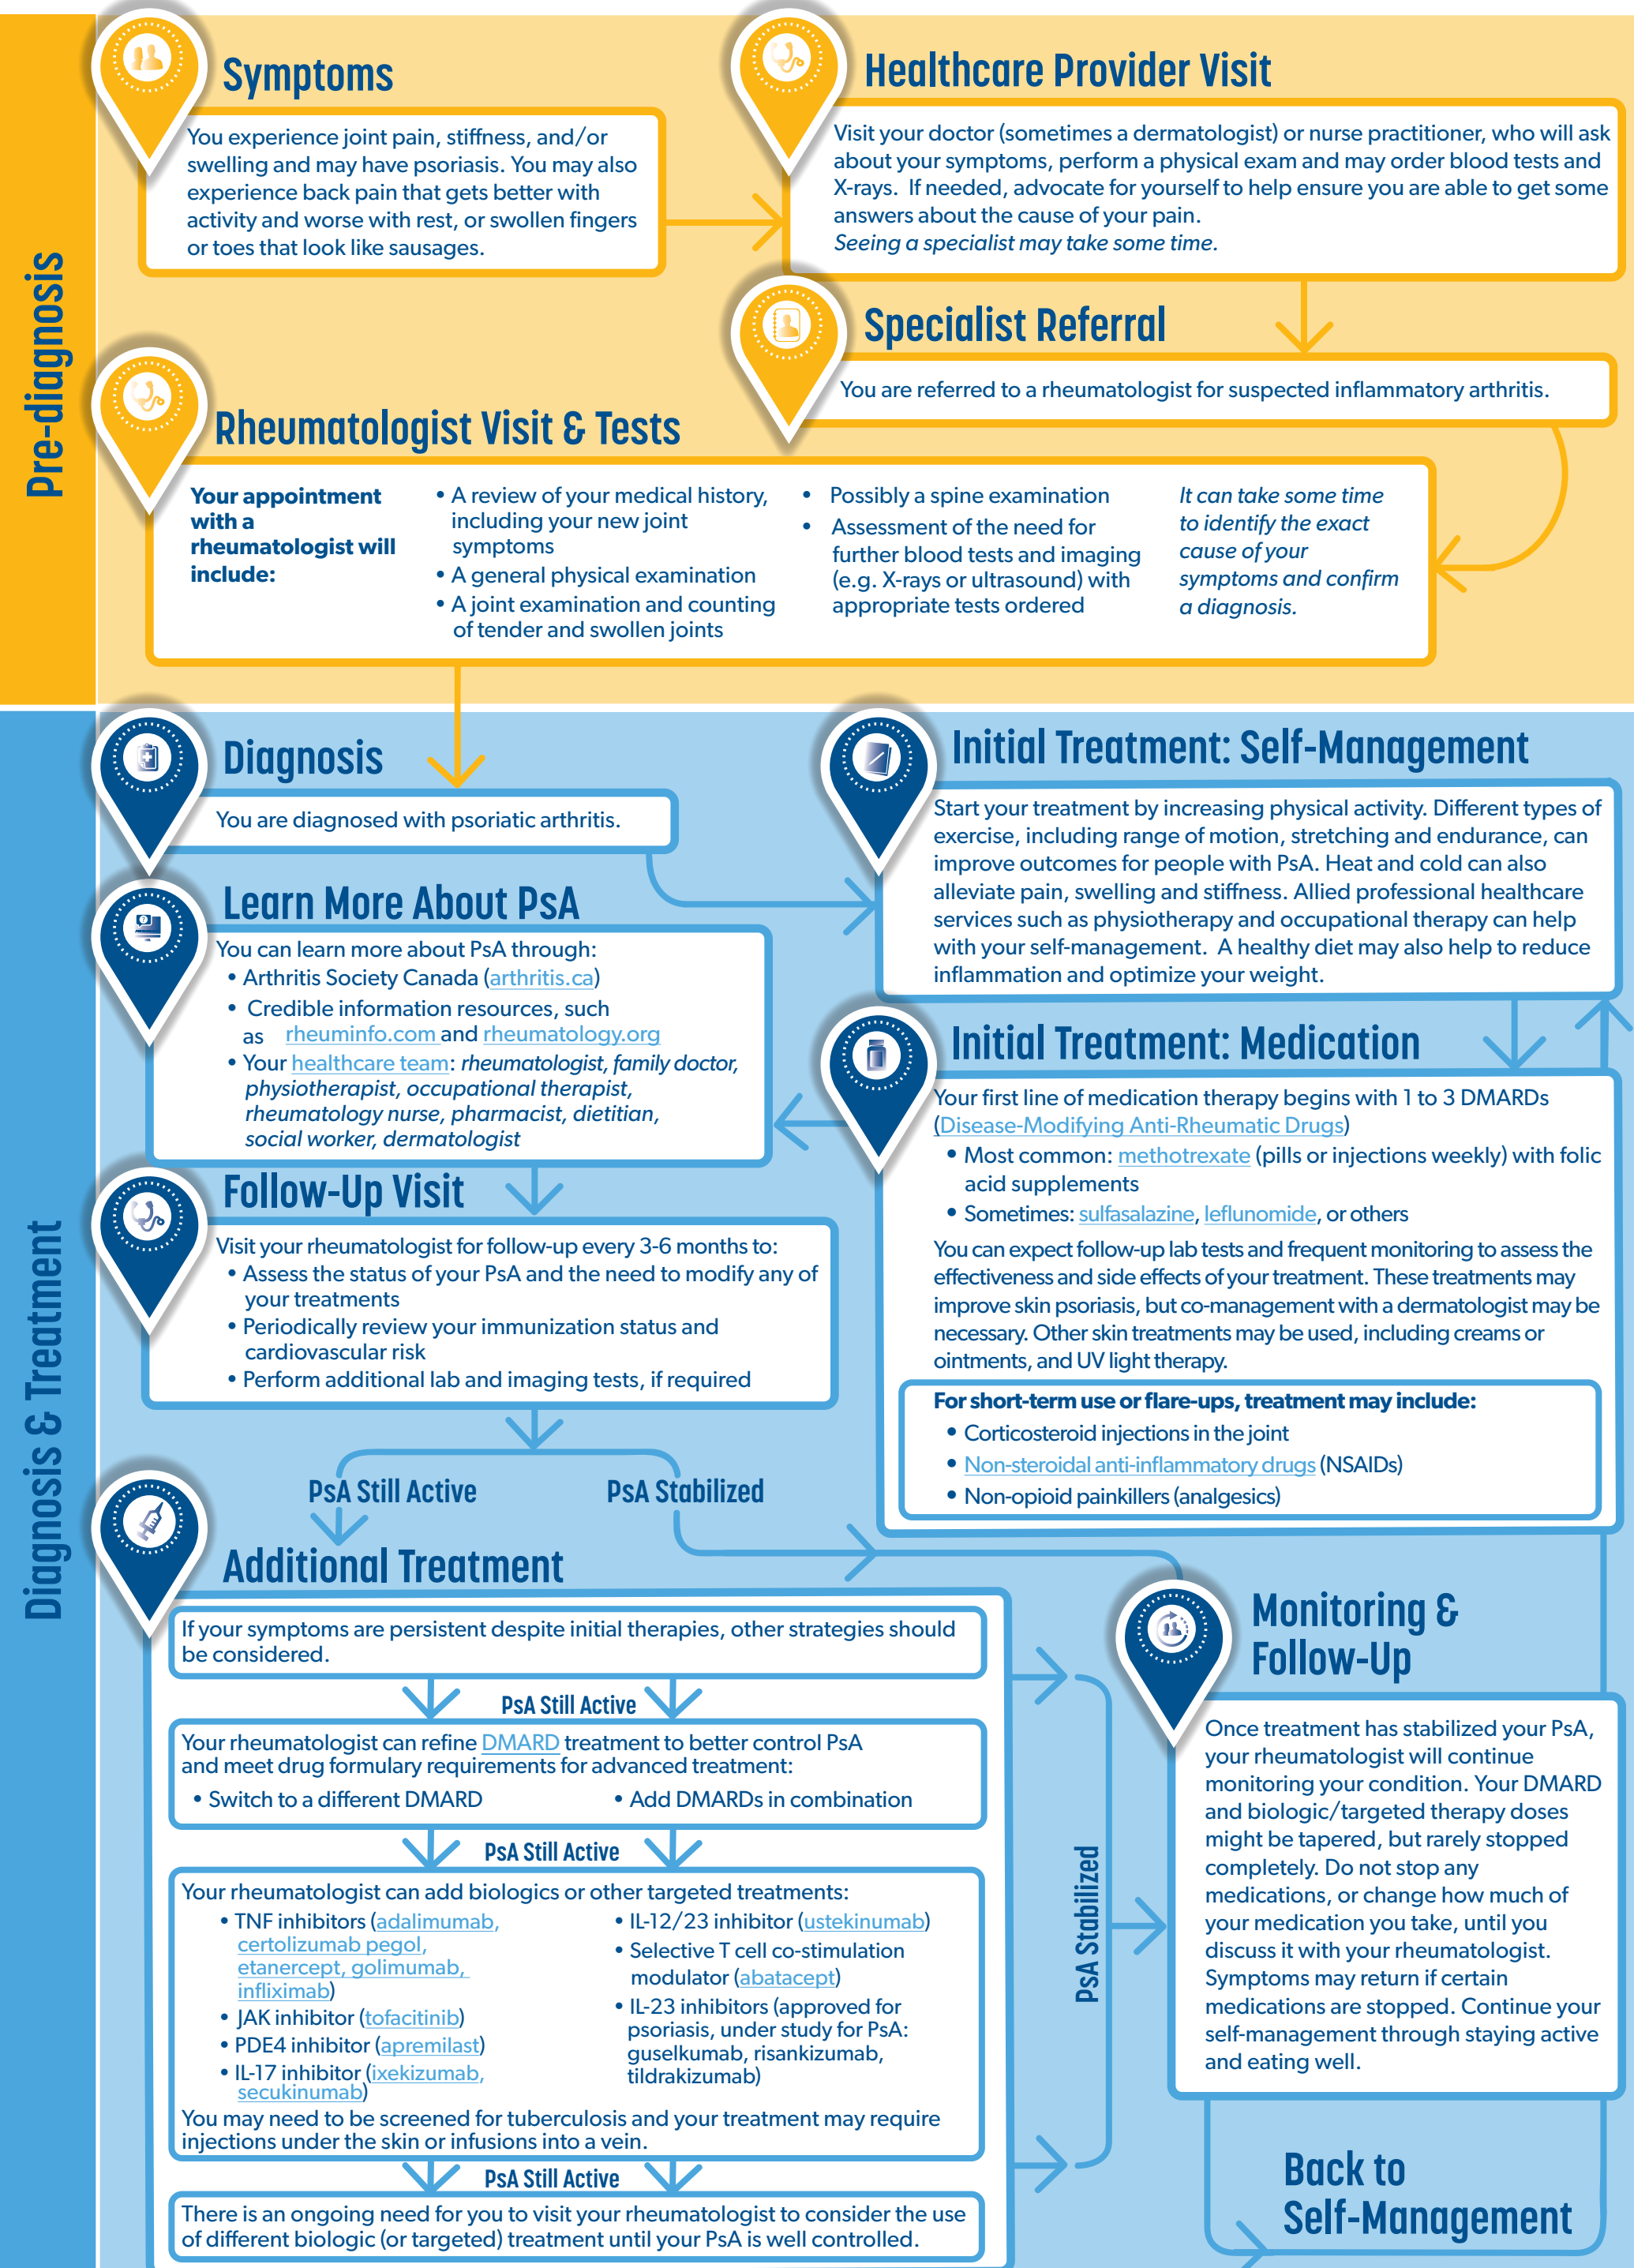 Pre-diagnosis
Symptoms
You experience joint pain, stiffness, and/or
swelling and may have psoriasis. You may also
experience back pain that gets better with
activity and worse with rest, or swollen fingers
or toes that look like sausages.
Healthcare Provider Visit
Visit your doctor (sometimes a dermatologist) or nurse practitioner, who will ask
about your symptoms, perform a physical exam and may order blood tests and
X-rays. If needed, advocate for yourself to help ensure you are able to get some
answers about the cause of your pain.
Seeing a specialist may take some time.
Specialist Referral
You are referred to a rheumatologist for suspected inflammatory arthritis.
Rheumatologist Visit & Tests
Your appointment
with a
rheumatologist will
include:
• A review of your medical history,
including your new joint
symptoms
• A general physical examination
• A joint examination and counting
of tender and swollen joints
• Possibly a spine examination
• Assessment of the need for
further blood tests and imaging
(e.g. X-rays or ultrasound) with
appropriate tests ordered
It can take some time
to identify the exact
cause of your
symptoms and confirm
a diagnosis.
Diagnosis & Treatment
Diagnosis
You are diagnosed with psoriatic arthritis.
Initial Treatment: Self-Management
Start your treatment by increasing physical activity. Different types of
exercise, including range of motion, stretching and endurance, can
improve outcomes for people with PsA. Heat and cold can also
alleviate pain, swelling and stiffness. Allied professional healthcare
services such as physiotherapy and occupational therapy can help
with your self-management. A healthy diet may also help to reduce
inflammation and optimize your weight.
Initial Treatment: Medication
Your first line of medication therapy begins with 1 to 3 DMARDs
(Disease-Modifying Anti-Rheumatic Drugs)
• Most common: methotrexate (pills or injections weekly) with folic
acid supplements
• Sometimes: sulfasalazine, leflunomide, or others
You can expect follow-up lab tests and frequent monitoring to assess the
effectiveness and side effects of your treatment. These treatments may
improve skin psoriasis, but co-management with a dermatologist may be
necessary. Other skin treatments may be used, including creams or
ointments, and UV light therapy.
For short-term use or flare-ups, treatment may include:
• Corticosteroid injections in the joint
• Non-steroidal anti-inflammatory drugs (NSAIDs)
• Non-opioid painkillers (analgesics)
Learn More About PsA
You can learn more about PsA through:
• Arthritis Society Canada (arthritis.ca)
• Credible information resources, such
as rheuminfo.com and rheumatology.org
• Your healthcare team: rheumatologist, family doctor,
physiotherapist, occupational therapist,
rheumatology nurse, pharmacist, dietitian,
social worker, dermatologist
Follow-Up Visit
Visit your rheumatologist for follow-up every 3-6 months to:
• Assess the status of your PsA and the need to modify any of
your treatments
• Periodically review your immunization status and
cardiovascular risk
• Perform additional lab and imaging tests, if required
PsA Still Active
PsA Stabilized
Additional Treatment
If your symptoms are persistent despite initial therapies, other strategies should
be considered.
PsA Still Active
Your rheumatologist can refine DMARD treatment to better control PsA
and meet drug formulary requirements for advanced treatment:
• Switch to a different DMARD
• Add DMARDs in combination
PsA Still Active
Your rheumatologist can add biologics or other targeted treatments:
• TNF inhibitors (adalimumab,
certolizumab pegol,
etanercept, golimumab,
infliximab)
• JAK inhibitor (tofacitinib)
• PDE4 inhibitor (apremilast)
• IL-17 inhibitor (ixekizumab,
secukinumab)
• IL-12/23 inhibitor (ustekinumab)
• Selective T cell co-stimulation
modulator (abatacept)
• IL-23 inhibitors (approved for
psoriasis, under study for PsA:
guselkumab, risankizumab,
tildrakizumab)
You may need to be screened for tuberculosis and your treatment may require
injections under the skin or infusions into a vein.
PsA Still Active
There is an ongoing need for you to visit your rheumatologist to consider the use
of different biologic (or targeted) treatment until your PsA is well controlled.
PsA Stabilized
Monitoring &
Follow-Up
Once treatment has stabilized your PsA,
your rheumatologist will continue
monitoring your condition. Your DMARD
and biologic/targeted therapy doses
might be tapered, but rarely stopped
completely. Do not stop any
medications, or change how much of
your medication you take, until you
discuss it with your rheumatologist.
Symptoms may return if certain
medications are stopped. Continue your
self-management through staying active
and eating well.
Back to
Self-Management